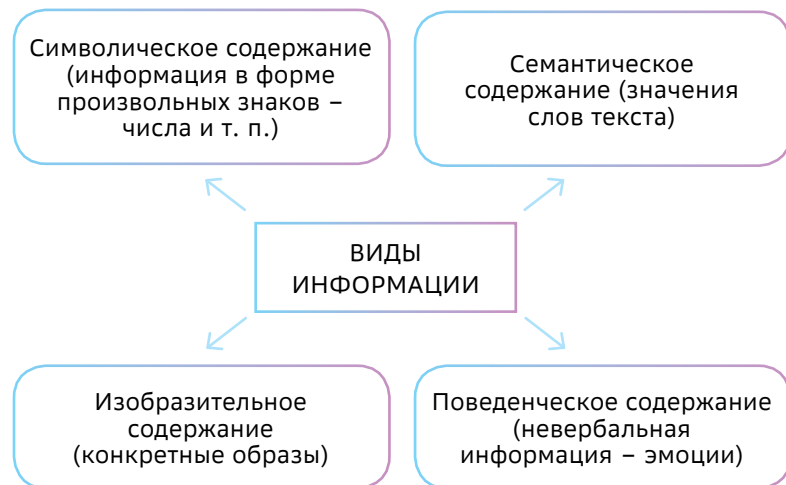 Символическое содержание
(информация в форме
произвольных знаков –
числа и т. п.)
Семантическое
содержание (значения
слов текста)
ВИДЫ
ИНФОРМАЦИИ
Изобразительное
содержание
(конкретные образы)
Поведенческое содержание
(невербальная
информация – эмоции)